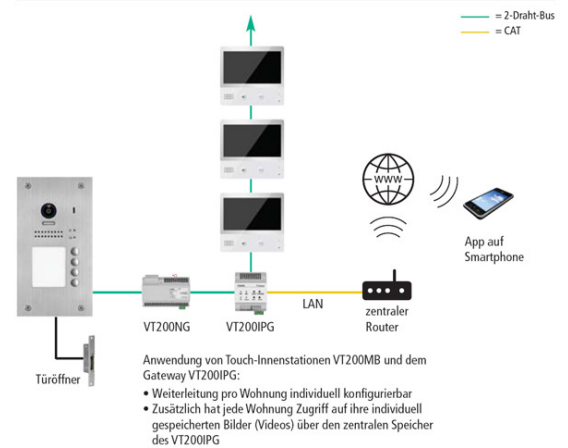 = 2-Draht-Bus
= CAT
WWW
App auf
Smartphone
LAN
VT200NG
VT200IPG
zentraler
Router
Türöffner
Anwendung von Touch-Innenstationen VT200MB und dem
Gateway VT200IPG:
• Weiterleitung pro Wohnung individuell konfigurierbar
• Zusätzlich hat jede Wohnung Zugriff auf ihre individuell
gespeicherten Bilder (Videos) über den zentralen Speicher
des VT200IPG